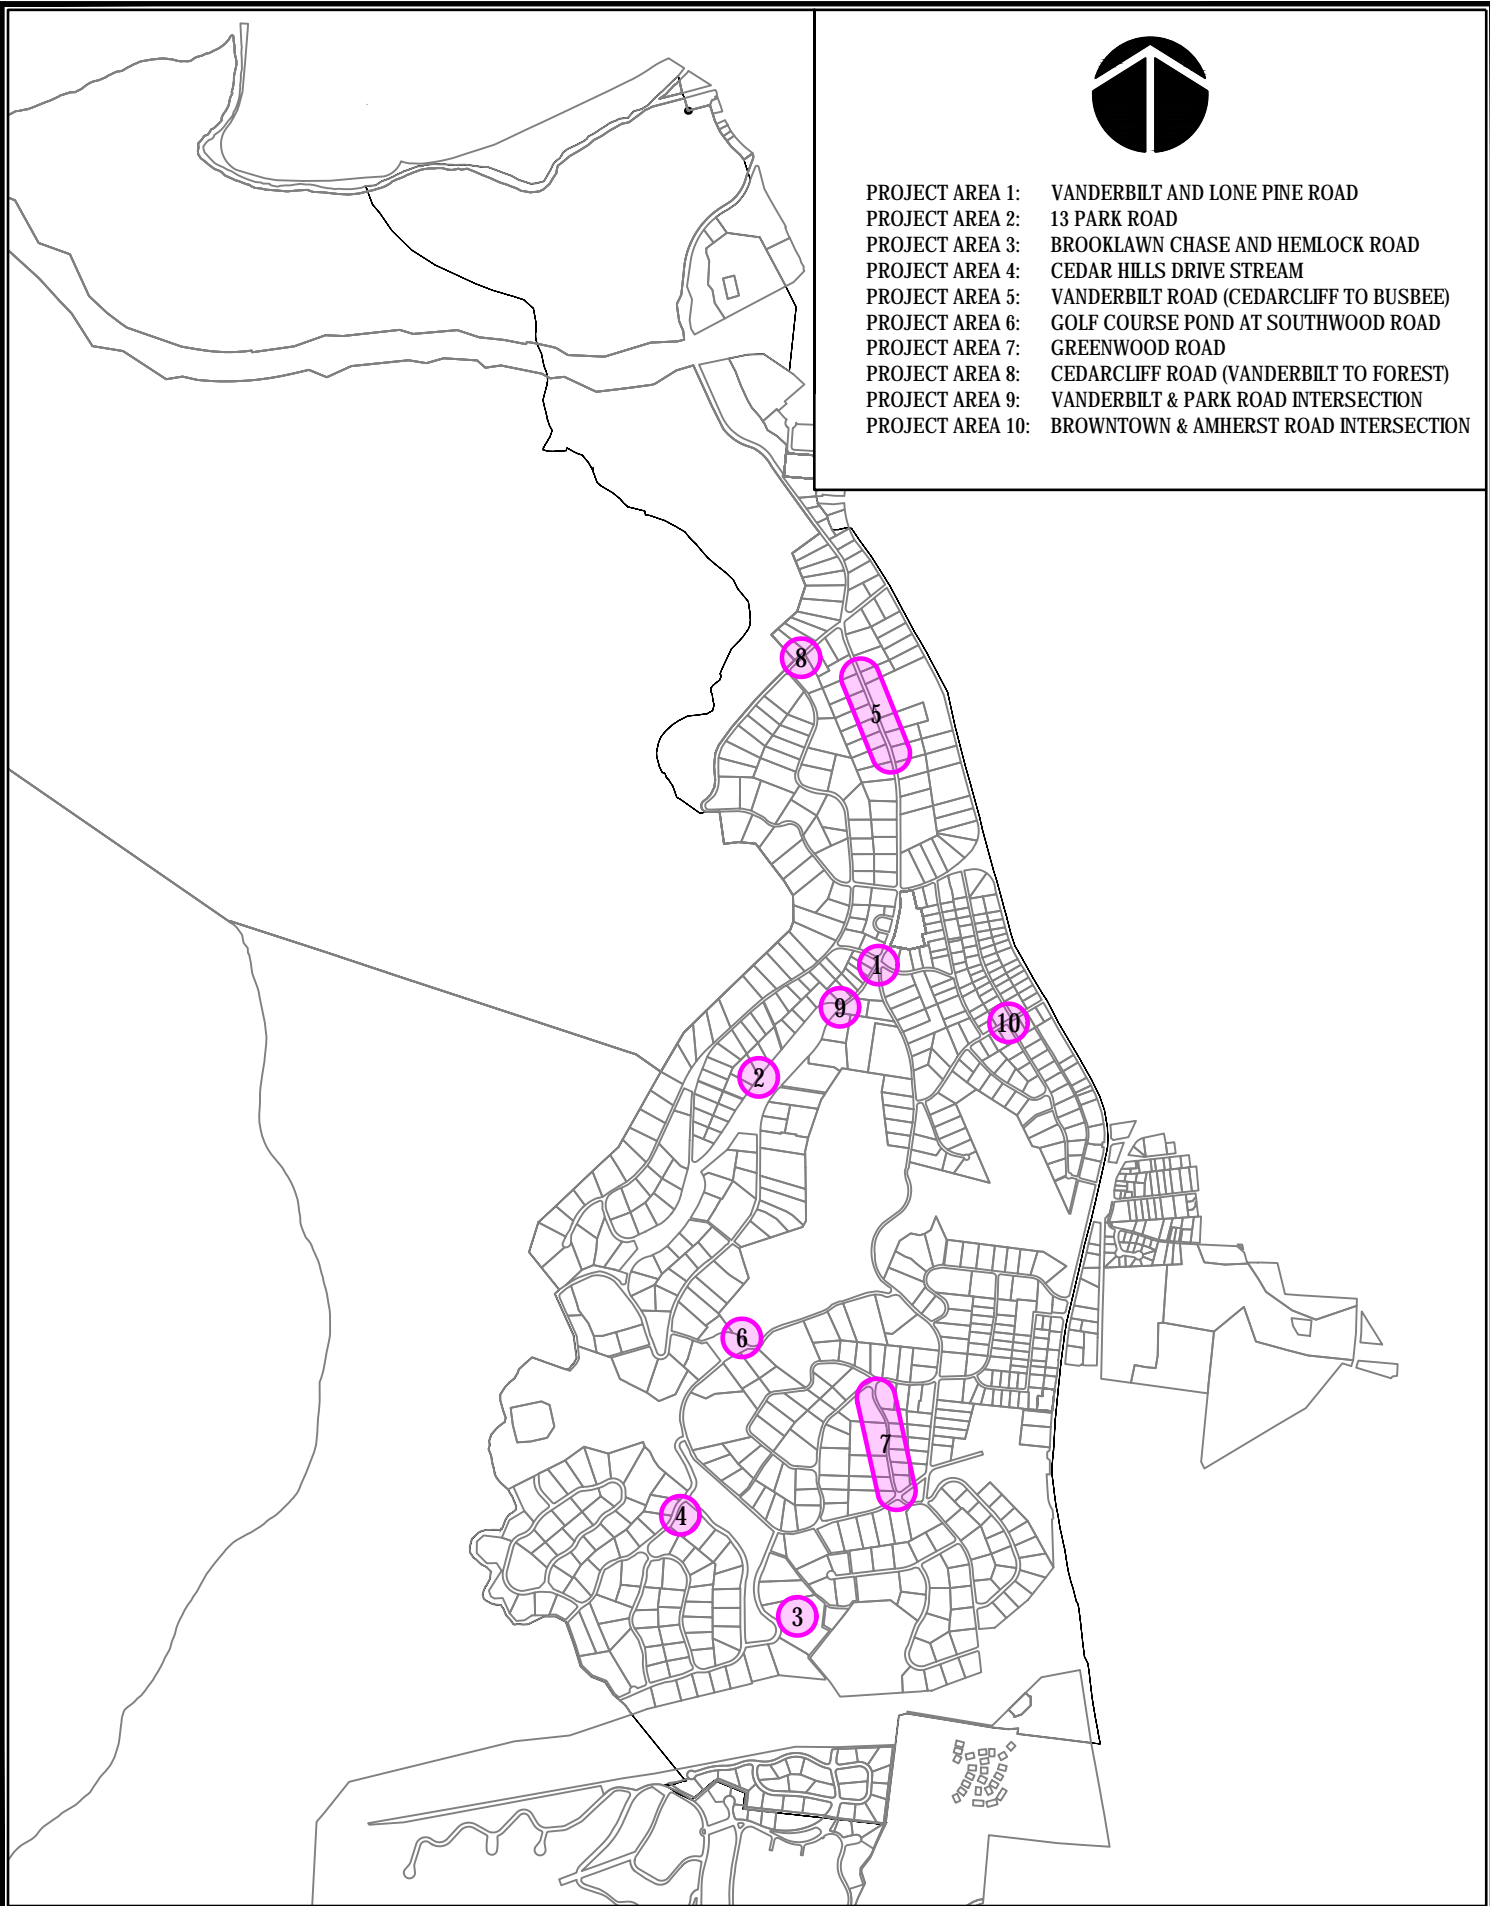 PROJECT AREA 1: VANDERBILT AND LONE PINE ROAD
PROJECT AREA 2: 13 PARK ROAD
PROJECT AREA 3: BROOKLAWN CHASE AND HEMLOCK ROAD
PROJECT AREA 4: CEDAR HILLS DRIVE STREAM
PROJECT AREA 5: VANDERBILT ROAD (CEDARCLIFF TO BUSBEE)
PROJECT AREA 6: GOLF COURSE POND AT SOUTHWOOD ROAD
PROJECT AREA 7: GREENWOOD ROAD
PROJECT AREA 8: CEDARCLIFF ROAD (VANDERBILT TO FOREST)
PROJECT AREA 9: VANDERBILT & PARK ROAD INTERSECTION
PROJECT AREA 10: BROWNTOWN & AMHERST ROAD INTERSECTION
8
5
1
9
10
2
6
7
4
3